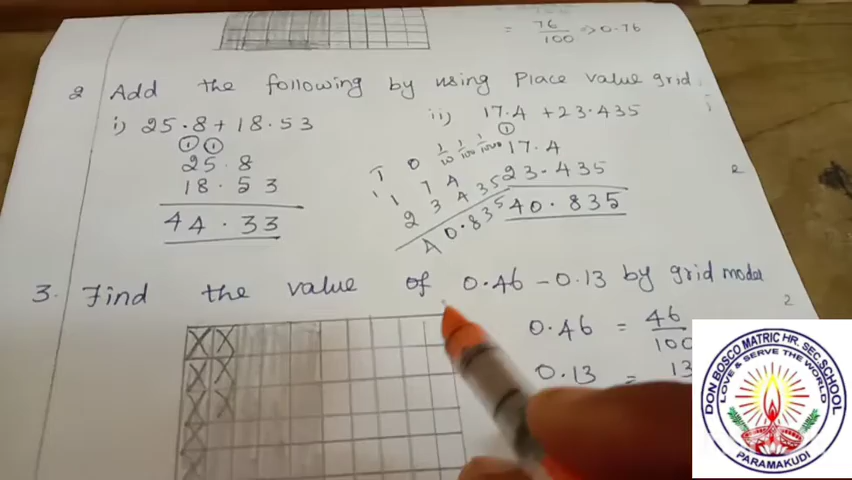 = 76/100 => 0.76
2 Add the following by using Place value grid.
i) 25.8 + 18.53
ii) 17.4 + 23.435
1 1
25.8
18.53
44.33
T O 1/10 1/100 1/1000
1
1 7 4
2 3 4 3 5
4 0.8 3 5
1
17.4
23.435
40.835
3. Find the value of 0.46 - 0.13 by grid model
0.46 = 46/100
0.13 = 13
DON BOSCO MATRIC HR. SEC SCHOOL
LOVE & SERVE THE WORLD
PARAMAKUDI